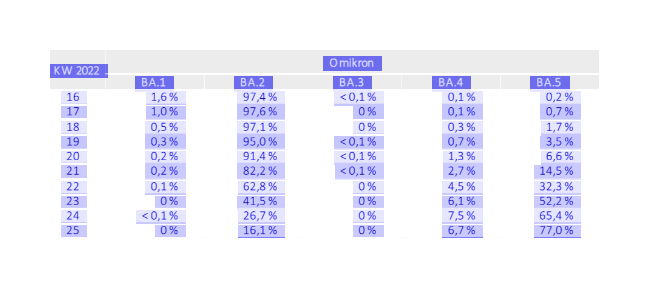 Omikron
KW 2022
BA.1 BA.2 BA.3 BA.4 BA.5
16 1,6 % 97,4 % < 0,1 % 0,1 % 0,2 %
17 1,0 % 97,6 % 0 % 0,1 % 0,7 %
18 0,5 % 97,1 % 0 % 0,3 % 1,7 %
19 0,3 % 95,0 % < 0,1 % 0,7 % 3,5 %
20 0,2 % 91,4 % < 0,1 % 1,3 % 6,6 %
21 0,2 % 82,2 % < 0,1 % 2,7 % 14,5 %
22 0,1 % 62,8 % 0 % 4,5 % 32,3 %
23 0 % 41,5 % 0 % 6,1 % 52,2 %
24 < 0,1 % 26,7 % 0 % 7,5 % 65,4 %
25 0 % 16,1 % 0 % 6,7 % 77,0 %